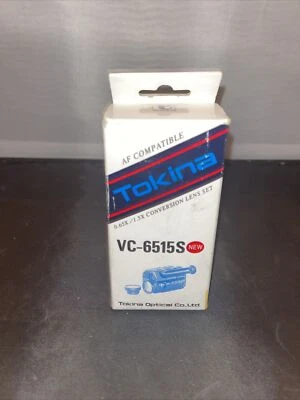 AF COMPATIBLE
Tokina
0.65X/1.5X CONVERSION LENS SET
VC-6515S NEW
Tokina Optical Co., Ltd.